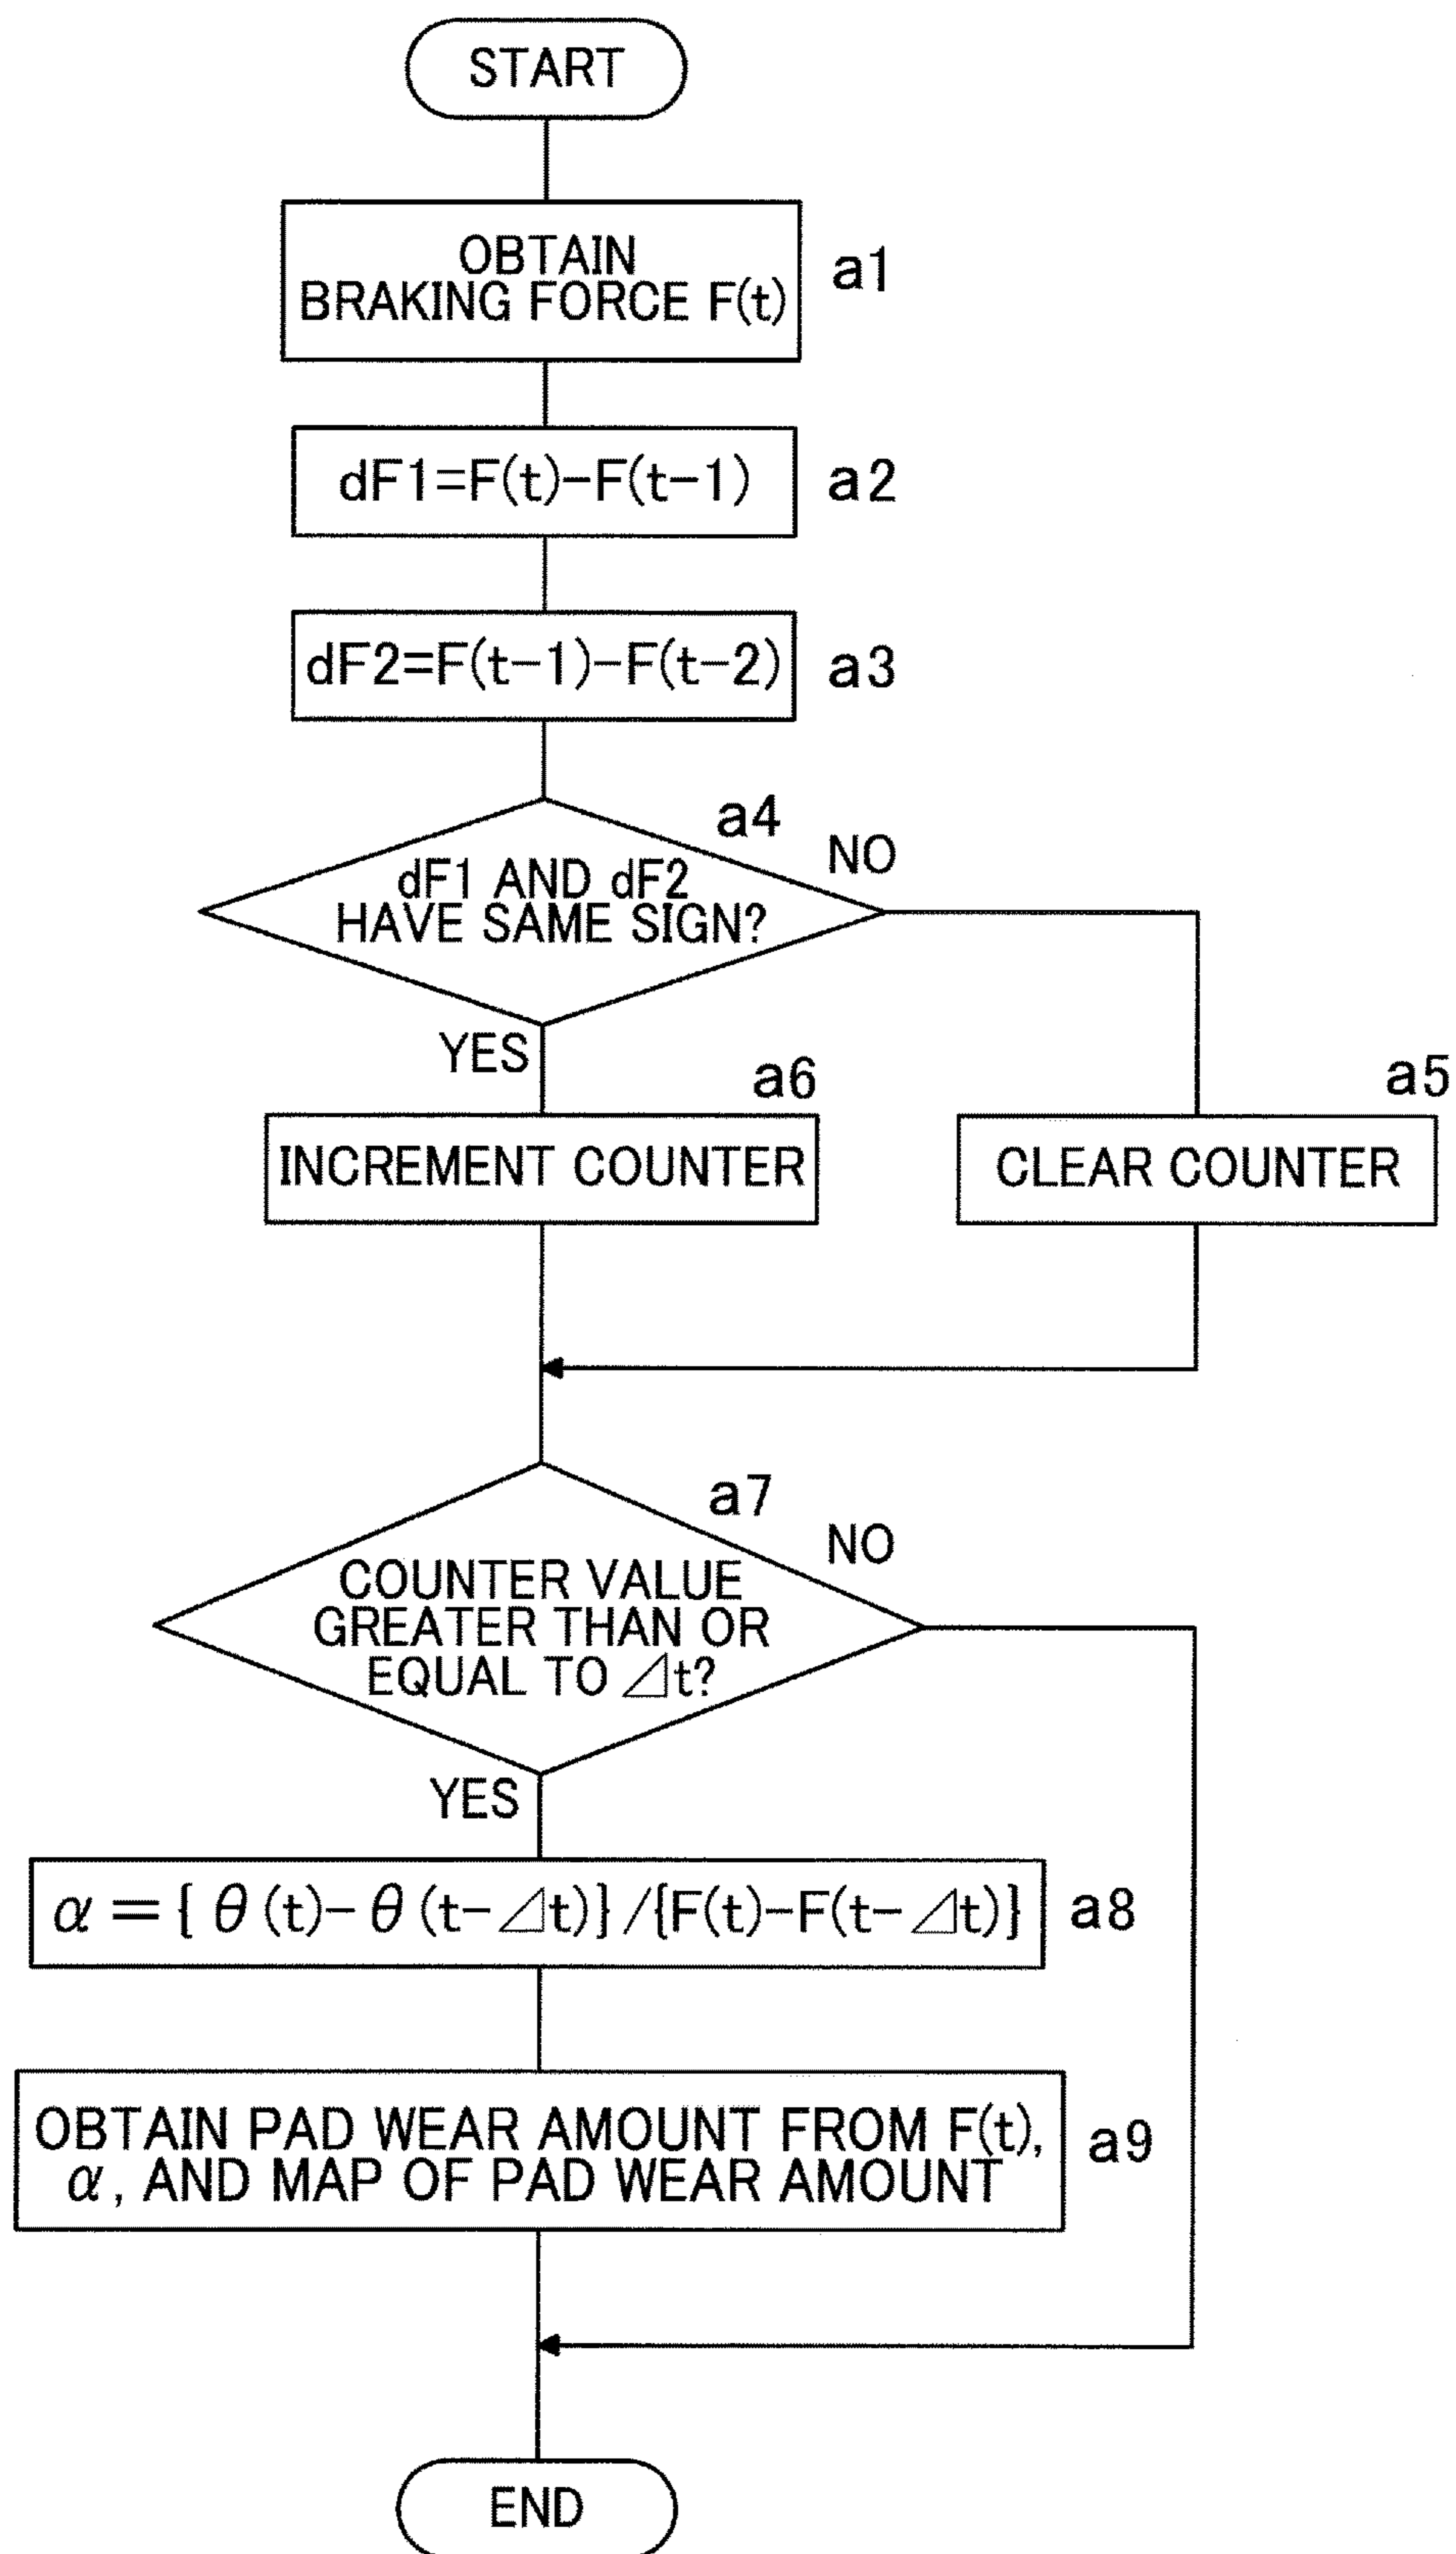 START
OBTAIN
BRAKING FORCE F(t)
a1
dF1=F(t)-F(t-1)
a2
dF2=F(t-1)-F(t-2)
a3
a4
NO
dF1 AND dF2
HAVE SAME SIGN?
YES
a6
a5
INCREMENT COUNTER
CLEAR COUNTER
a7
NO
COUNTER VALUE
GREATER THAN OR
EQUAL TO ⊿t?
YES
α={θ(t)-θ(t-⊿t)}/{F(t)-F(t-⊿t)}
a8
OBTAIN PAD WEAR AMOUNT FROM F(t),
α, AND MAP OF PAD WEAR AMOUNT
a9
END